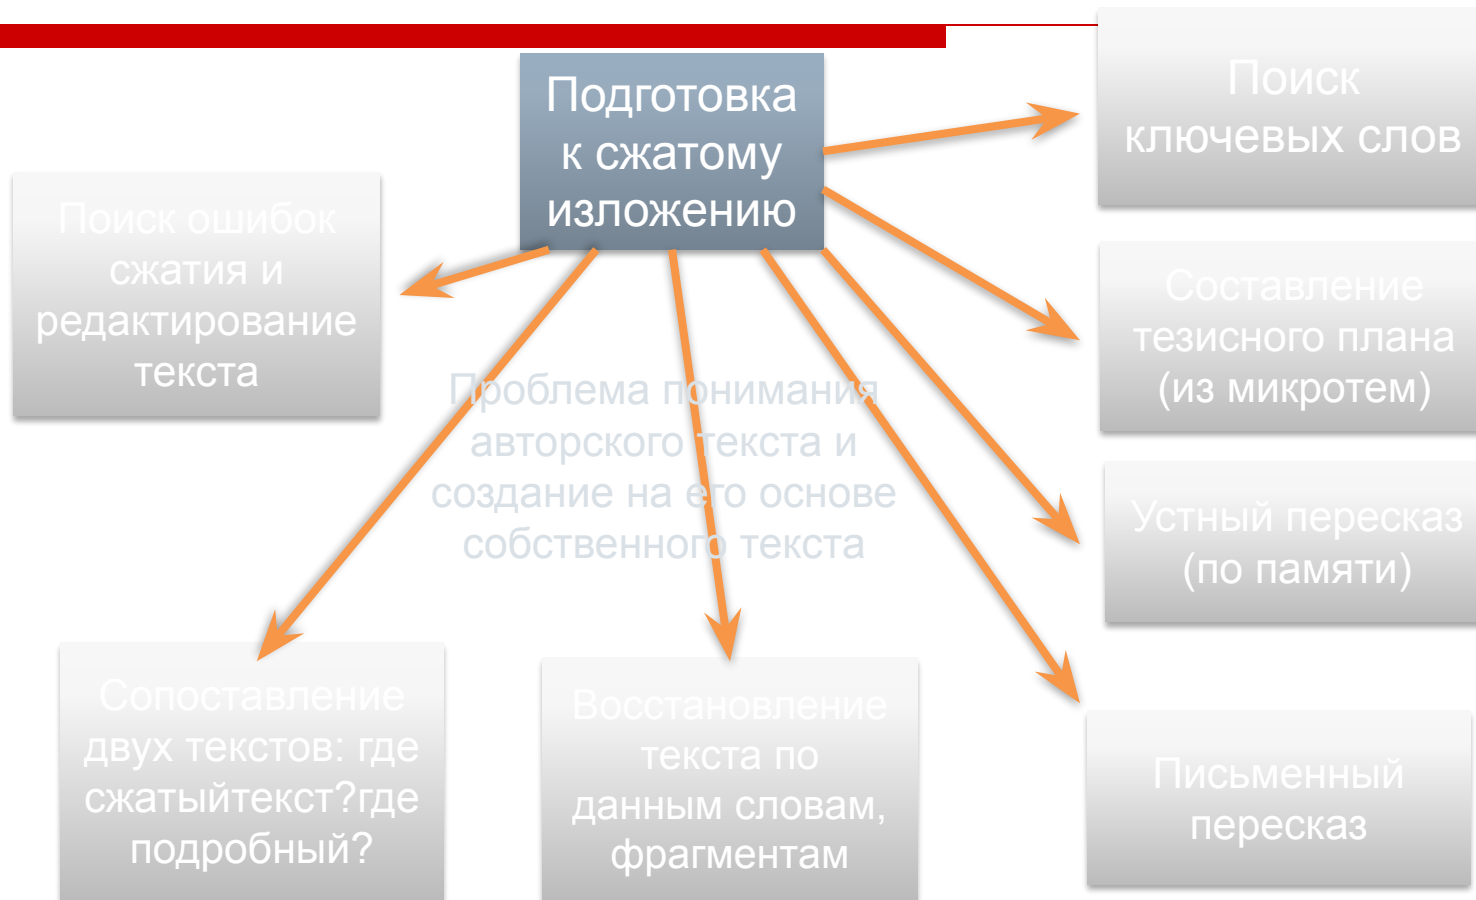 Подготовка
к сжатому
изложению
Поиск
ключевых слов
Поиск ошибок
сжатия и
редактирование
текста
Составление
тезисного плана
(из микротем)
Проблема понимания
авторского текста и
создание на его основе
собственного текста
Устный пересказ
(по памяти)
Сопоставление
двух текстов: где
сжатыйтекст?где
подробный?
Восстановление
текста по
данным словам,
фрагментам
Письменный
пересказ